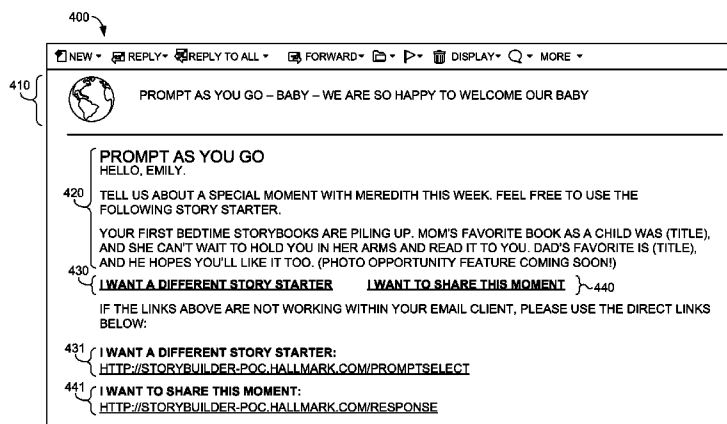 400
NEW REPLY REPLY TO ALL FORWARD DISPLAY MORE
410
PROMPT AS YOU GO – BABY – WE ARE SO HAPPY TO WELCOME OUR BABY
PROMPT AS YOU GO
HELLO, EMILY.
420
TELL US ABOUT A SPECIAL MOMENT WITH MEREDITH THIS WEEK. FEEL FREE TO USE THE
FOLLOWING STORY STARTER.
YOUR FIRST BEDTIME STORYBOOKS ARE PILING UP. MOM'S FAVORITE BOOK AS A CHILD WAS (TITLE),
AND SHE CAN'T WAIT TO HOLD YOU IN HER ARMS AND READ IT TO YOU. DAD'S FAVORITE IS (TITLE),
AND HE HOPES YOU'LL LIKE IT TOO. (PHOTO OPPORTUNITY FEATURE COMING SOON!)
430
I WANT A DIFFERENT STORY STARTER I WANT TO SHARE THIS MOMENT 440
IF THE LINKS ABOVE ARE NOT WORKING WITHIN YOUR EMAIL CLIENT, PLEASE USE THE DIRECT LINKS
BELOW:
431 I WANT A DIFFERENT STORY STARTER:
HTTP://STORYBUILDER-POC.HALLMARK.COM/PROMPTSELECT
441 I WANT TO SHARE THIS MOMENT:
HTTP://STORYBUILDER-POC.HALLMARK.COM/RESPONSE